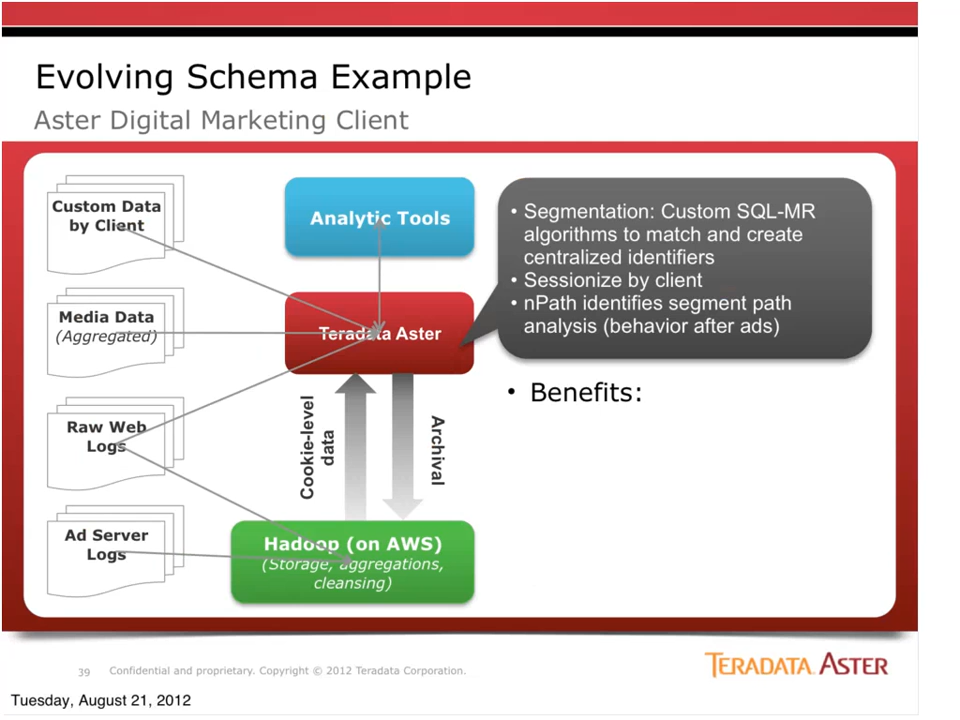 Evolving Schema Example
Aster Digital Marketing Client
Custom Data
by Client
Media Data
(Aggregated)
Raw Web
Logs
Ad Server
Logs
Analytic Tools
Teradata Aster
Cookie-level
data
Archival
Hadoop (on AWS)
(Storage, aggregations,
cleansing)
• Segmentation: Custom SQL-MR
algorithms to match and create
centralized identifiers
• Sessionize by client
• nPath identifies segment path
analysis (behavior after ads)
• Benefits:
39 Confidential and proprietary. Copyright © 2012 Teradata Corporation.
TERADATA ASTER
Tuesday, August 21, 2012